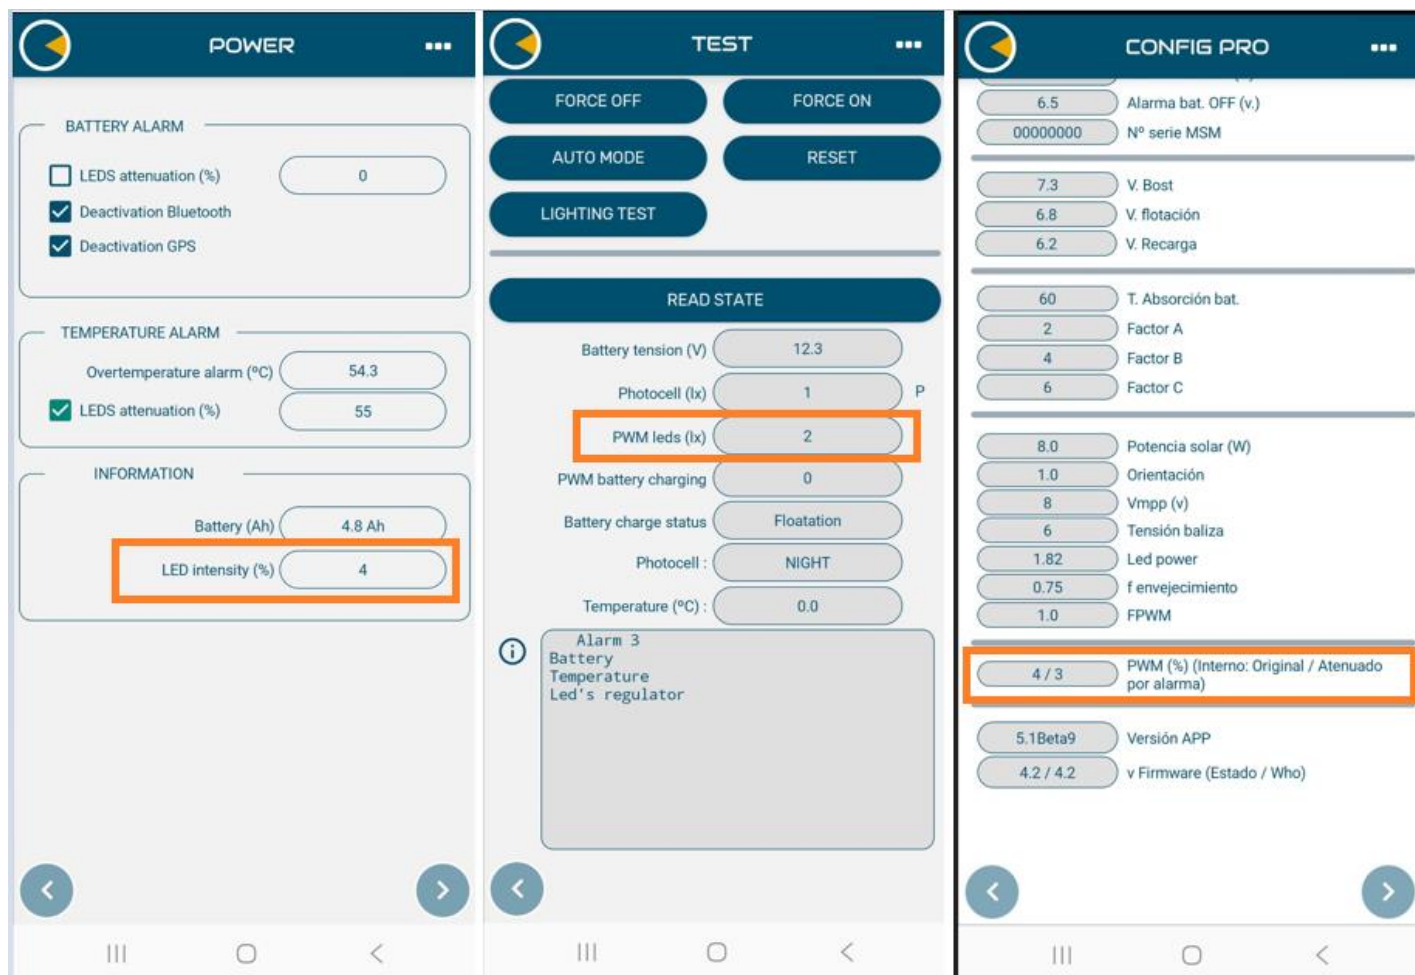 POWER
BATTERY ALARM
LEDS attenuation (%) 0
Deactivation Bluetooth
Deactivation GPS
TEMPERATURE ALARM
Overtemperature alarm (ºC) 54.3
LEDS attenuation (%) 55
INFORMATION
Battery (Ah) 4.8 Ah
LED intensity (%) 4
TEST
FORCE OFF FORCE ON
AUTO MODE RESET
LIGHTING TEST
READ STATE
Battery tension (V) 12.3
Photocell (lx) 1 P
PWM leds (lx) 2
PWM battery charging 0
Battery charge status Floatation
Photocell : NIGHT
Temperature (ºC) : 0.0
Alarm 3
Battery
Temperature
Led's regulator
CONFIG PRO
6.5 Alarma bat. OFF (v.)
00000000 Nº serie MSM
7.3 V. Bost
6.8 V. flotación
6.2 V. Recarga
60 T. Absorción bat.
2 Factor A
4 Factor B
6 Factor C
8.0 Potencia solar (W)
1.0 Orientación
8 Vmpp (v)
6 Tensión baliza
1.82 Led power
0.75 f envejecimiento
1.0 FPWM
4 / 3 PWM (%) (Interno: Original / Atenuado
por alarma)
5.1Beta9 Versión APP
4.2 / 4.2 v Firmware (Estado / Who)